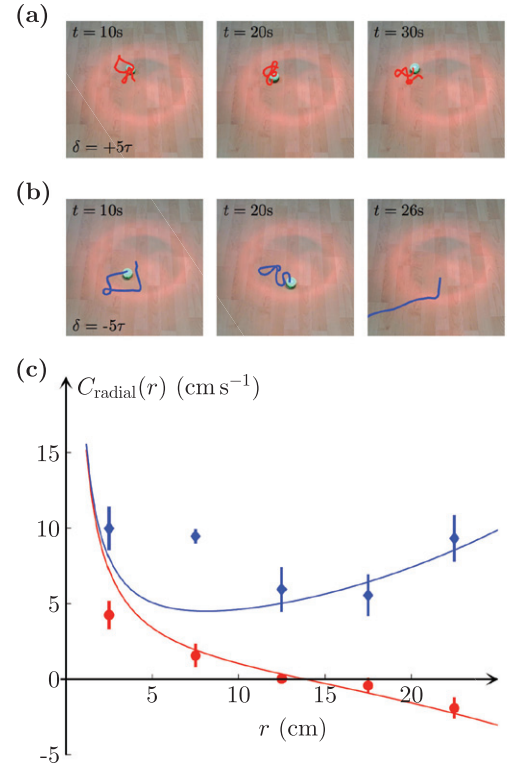 (a)
t = 10s
t = 20s
t = 30s
δ = +5τ
(b)
t = 10s
t = 20s
t = 26s
δ = -5τ
(c)
C_radial(r) (cm s⁻¹)
15
10
5
0
-5
5
10
15
20
r (cm)